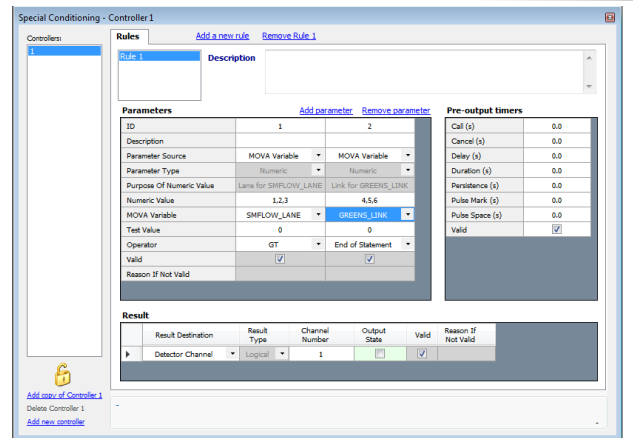 Special Conditioning - Controller 1
Controllers:
1
Rules
Add a new rule
Remove Rule 1
Rule 1
Description
Parameters
Add parameter
Remove parameter
ID 1 2
Description
Parameter Source MOVA Variable MOVA Variable
Parameter Type Numeric Numeric
Purpose Of Numeric Value Lane for SMFLOW_LANE Link for GREENS_LINK
Numeric Value 1,2,3 4,5,6
MOVA Variable SMFLOW_LANE GREENS_LINK
Test Value 0 0
Operator GT End of Statement
Valid
Reason If Not Valid
Pre-output timers
Call (s) 0.0
Cancel (s) 0.0
Delay (s) 0.0
Duration (s) 0.0
Persistence (s) 0.0
Pulse Mark (s) 0.0
Pulse Space (s) 0.0
Valid
Result
Result Destination
Result
Type
Channel
Number
Output
State
Valid
Reason If
Not Valid
Detector Channel Logical 1
Add copy of Controller 1
Delete Controller 1
Add new controller
-
-